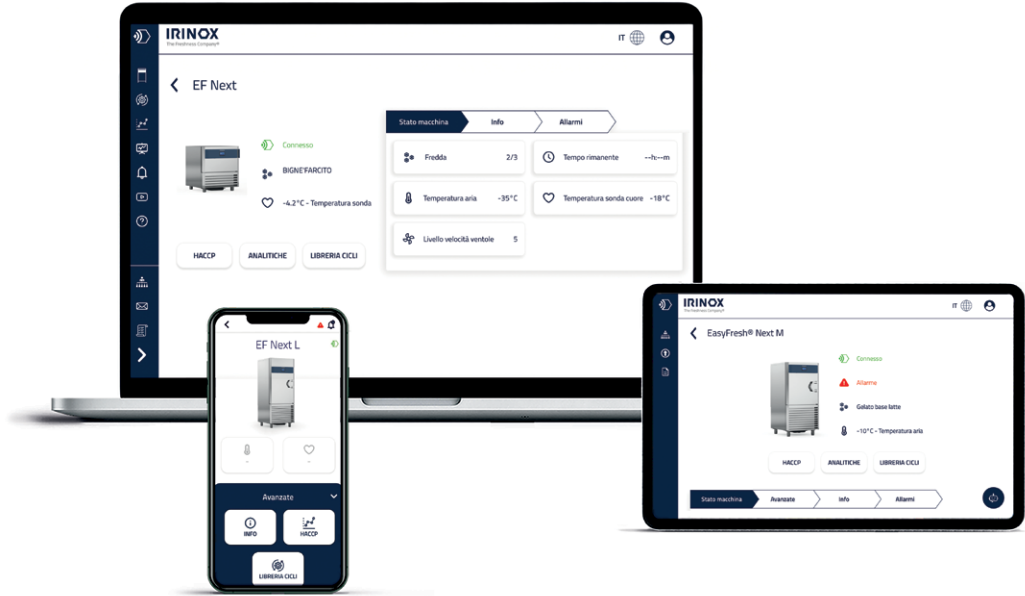 IRINOX
The Freshness Company®
IT
EF Next
Stato macchina
Info
Allarmi
Connesso
BIGNE'FARCITO
-4.2°C - Temperatura sonda
Fredda 2/3
Tempo rimanente --h:--m
Temperatura aria -35°C
Temperatura sonda cuore -18°C
Livello velocità ventole 5
HACCP
ANALITICHE
LIBRERIA CICLI
EF Next L
-
-
Avanzate
INFO
HACCP
LIBRERIA CICLI
IRINOX
The Freshness Company®
IT
EasyFresh® Next M
Connesso
Allarme
Gelato base latte
-10°C - Temperatura aria
HACCP
ANALITICHE
LIBRERIA CICLI
Stato macchina
Avanzate
Info
Allarmi